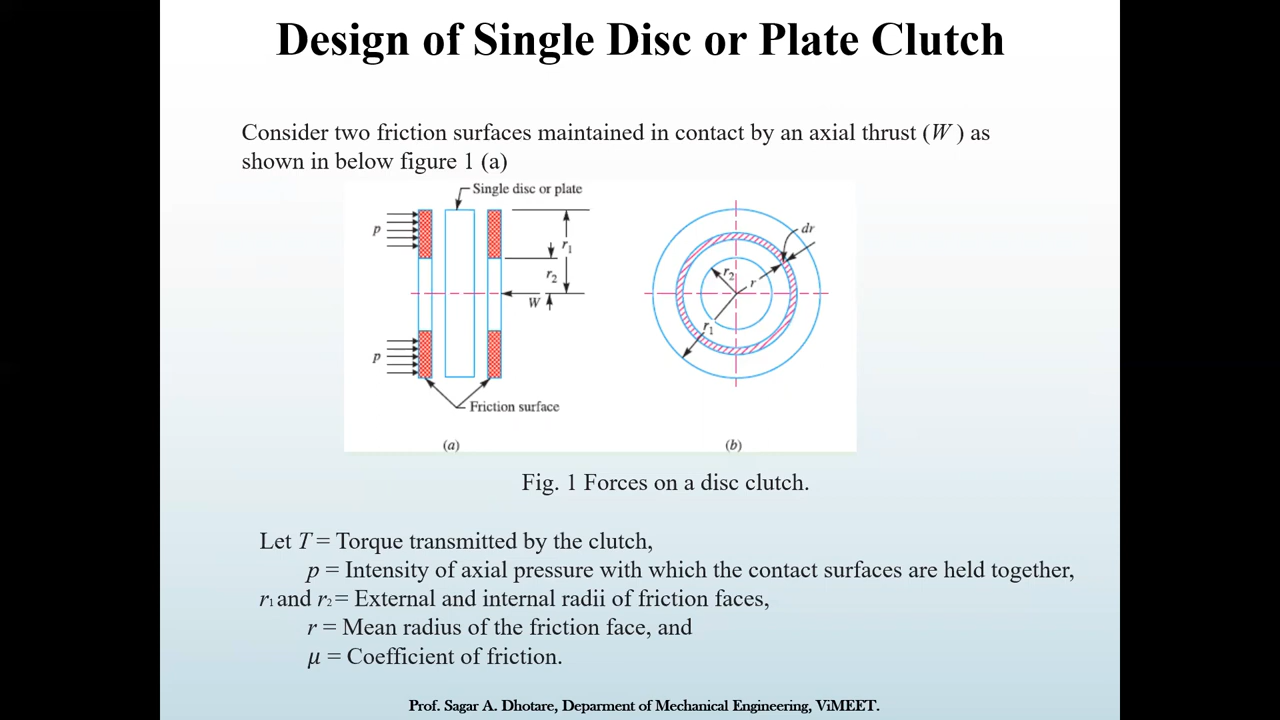 Design of Single Disc or Plate Clutch
Consider two friction surfaces maintained in contact by an axial thrust (W ) as
shown in below figure 1 (a)
Single disc or plate
p
r1
r2
W
p
Friction surface
(a)
dr
r2
r
r1
(b)
Fig. 1 Forces on a disc clutch.
Let T = Torque transmitted by the clutch,
p = Intensity of axial pressure with which the contact surfaces are held together,
r1 and r2 = External and internal radii of friction faces,
r = Mean radius of the friction face, and
μ = Coefficient of friction.
Prof. Sagar A. Dhotare, Deparment of Mechanical Engineering, ViMEET.